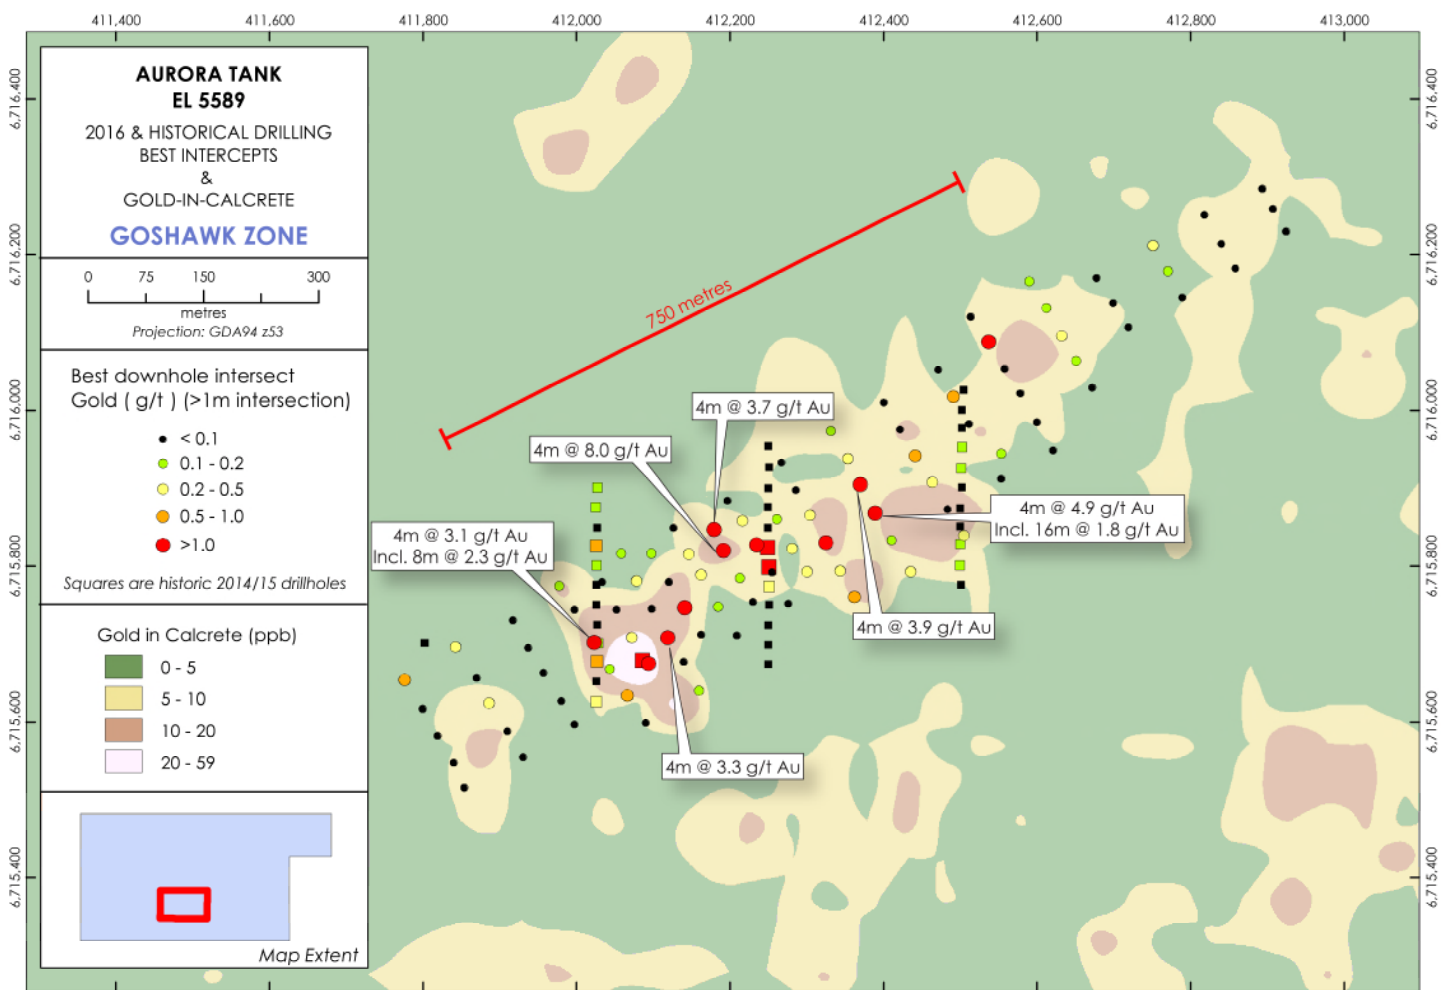 411,400
411,600
411,800
412,000
412,200
412,400
412,600
412,800
413,000
6,716,400
6,716,200
6,716,000
6,715,800
6,715,600
6,715,400
6,716,400
6,716,200
6,716,000
6,715,800
6,715,600
6,715,400
AURORA TANK
EL 5589
2016 & HISTORICAL DRILLING
BEST INTERCEPTS
&
GOLD-IN-CALCRETE
GOSHAWK ZONE
0 75 150 300
metres
Projection: GDA94 z53
Best downhole intersect
Gold ( g/t ) (>1m intersection)
< 0.1
0.1 - 0.2
0.2 - 0.5
0.5 - 1.0
>1.0
Squares are historic 2014/15 drillholes
Gold in Calcrete (ppb)
0 - 5
5 - 10
10 - 20
20 - 59
Map Extent
750 metres
4m @ 3.7 g/t Au
4m @ 8.0 g/t Au
4m @ 3.1 g/t Au
Incl. 8m @ 2.3 g/t Au
4m @ 4.9 g/t Au
Incl. 16m @ 1.8 g/t Au
4m @ 3.9 g/t Au
4m @ 3.3 g/t Au